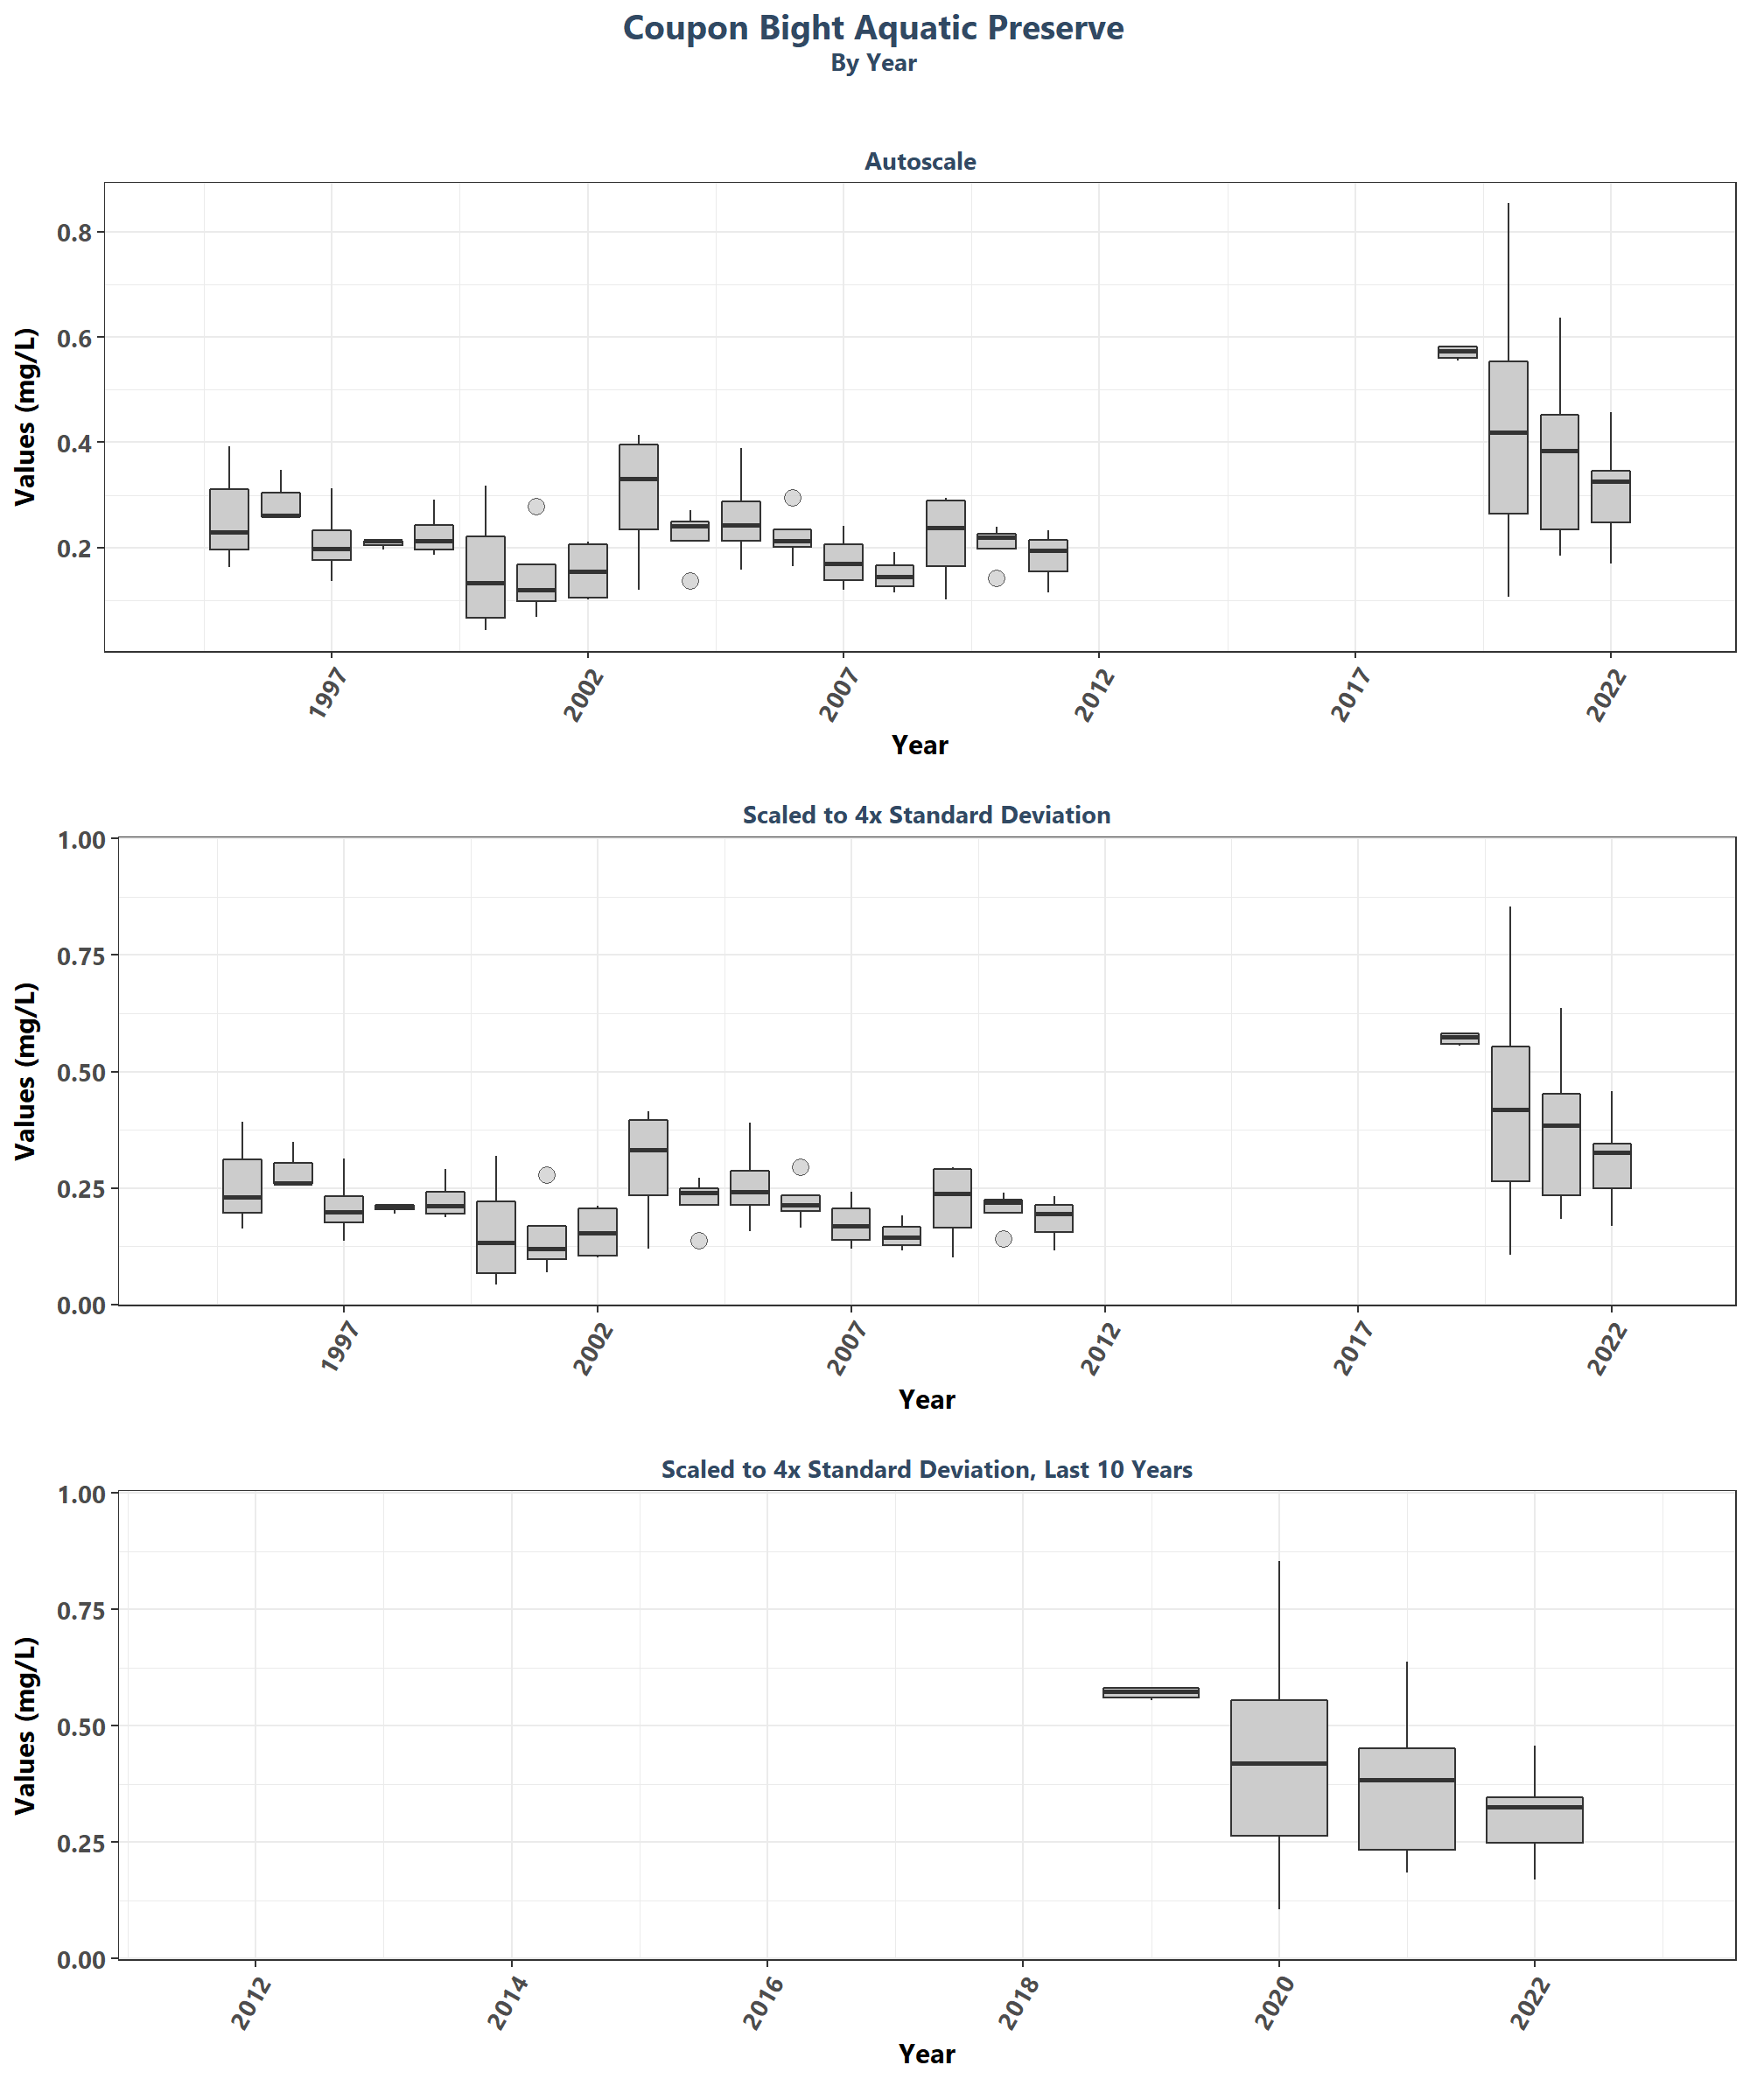 Coupon Bight Aquatic Preserve
By Year
Autoscale
0.8
0.6
0.4
0.2
Values (mg/L)
1997 2002 2007 2012 2017 2022
Year
Scaled to 4x Standard Deviation
1.00
0.75
0.50
0.25
0.00
Values (mg/L)
1997 2002 2007 2012 2017 2022
Year
Scaled to 4x Standard Deviation, Last 10 Years
1.00
0.75
0.50
0.25
0.00
Values (mg/L)
2012 2014 2016 2018 2020 2022
Year